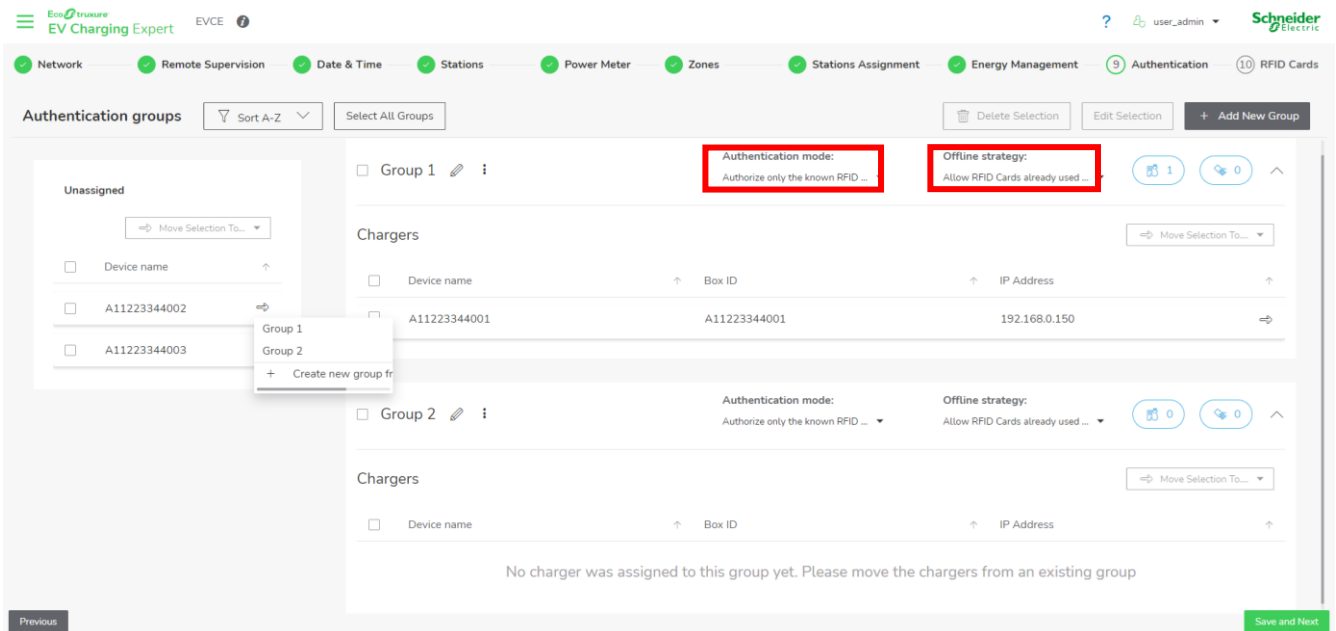 EcoStruxure
EV Charging Expert
EVCE
?
user_admin
Schneider
Electric
Network
Remote Supervision
Date & Time
Stations
Power Meter
Zones
Stations Assignment
Energy Management
9 Authentication
10 RFID Cards
Authentication groups
Sort A-Z
Select All Groups
Delete Selection
Edit Selection
+ Add New Group
Unassigned
Move Selection To...
Device name
A11223344002
A11223344003
Group 1
Group 2
+ Create new group fr
Group 1
Authentication mode:
Authorize only the known RFID ...
Offline strategy:
Allow RFID Cards already used ...
1
0
Chargers
Move Selection To...
Device name
Box ID
IP Address
A11223344001
A11223344001
192.168.0.150
Group 2
Authentication mode:
Authorize only the known RFID ...
Offline strategy:
Allow RFID Cards already used ...
0
0
Chargers
Move Selection To...
Device name
Box ID
IP Address
No charger was assigned to this group yet. Please move the chargers from an existing group
Previous
Save and Next